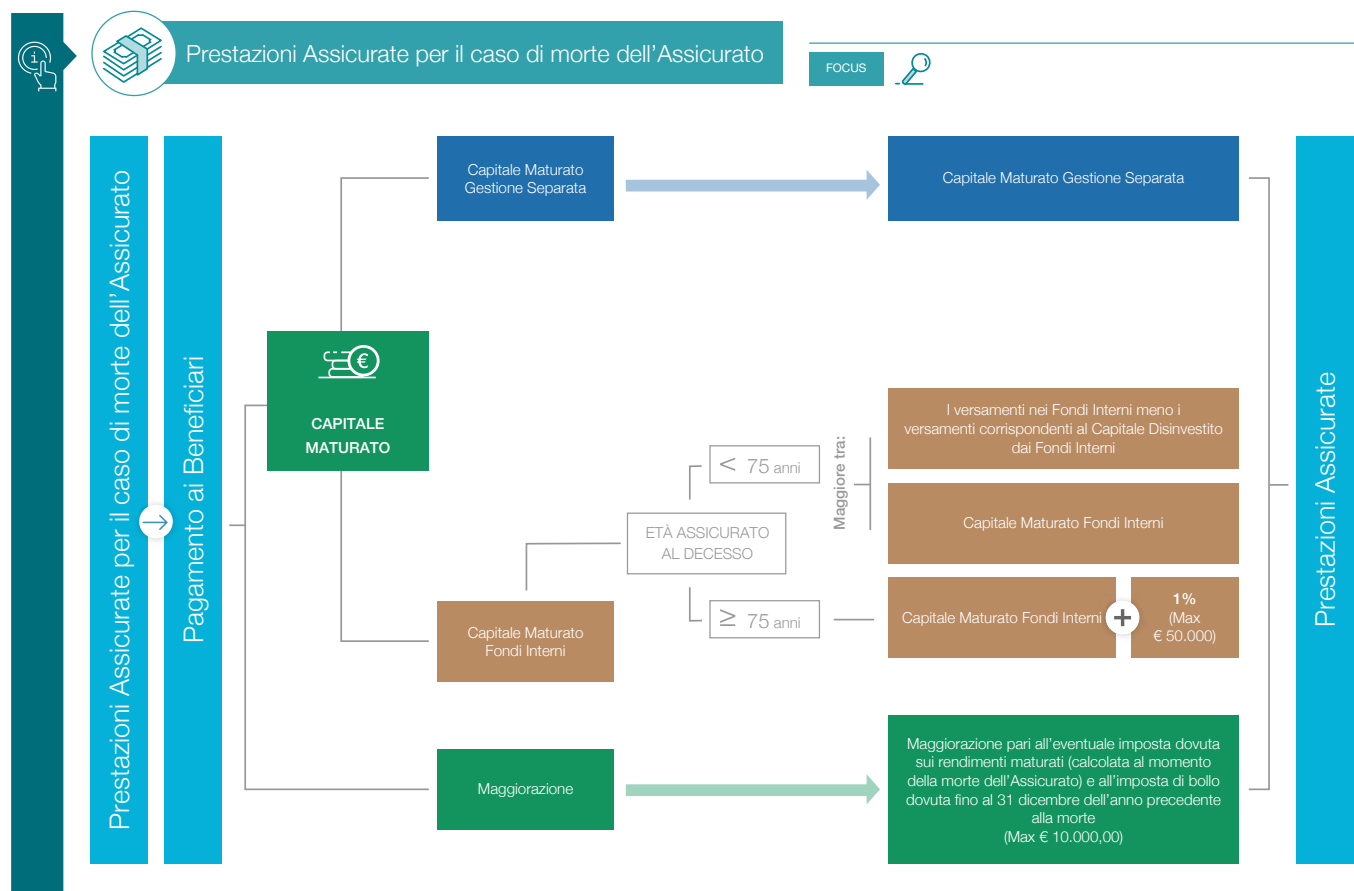 Prestazioni Assicurate per il caso di morte dell'Assicurato
FOCUS
Prestazioni Assicurate per il caso di morte dell'Assicurato
Pagamento ai Beneficiari
€
CAPITALE
MATURATO
Capitale Maturato
Gestione Separata
Capitale Maturato Gestione Separata
Capitale Maturato
Fondi Interni
ETÀ ASSICURATO
AL DECESSO
< 75 anni
Maggiore tra:
I versamenti nei Fondi Interni meno i
versamenti corrispondenti al Capitale Disinvestito
dai Fondi Interni
Capitale Maturato Fondi Interni
≥ 75 anni
Capitale Maturato Fondi Interni
+
1%
(Max
€ 50.000)
Maggiorazione
Maggiorazione pari all'eventuale imposta dovuta
sui rendimenti maturati (calcolata al momento
della morte dell'Assicurato) e all'imposta di bollo
dovuta fino al 31 dicembre dell'anno precedente
alla morte
(Max € 10.000,00)
Prestazioni Assicurate